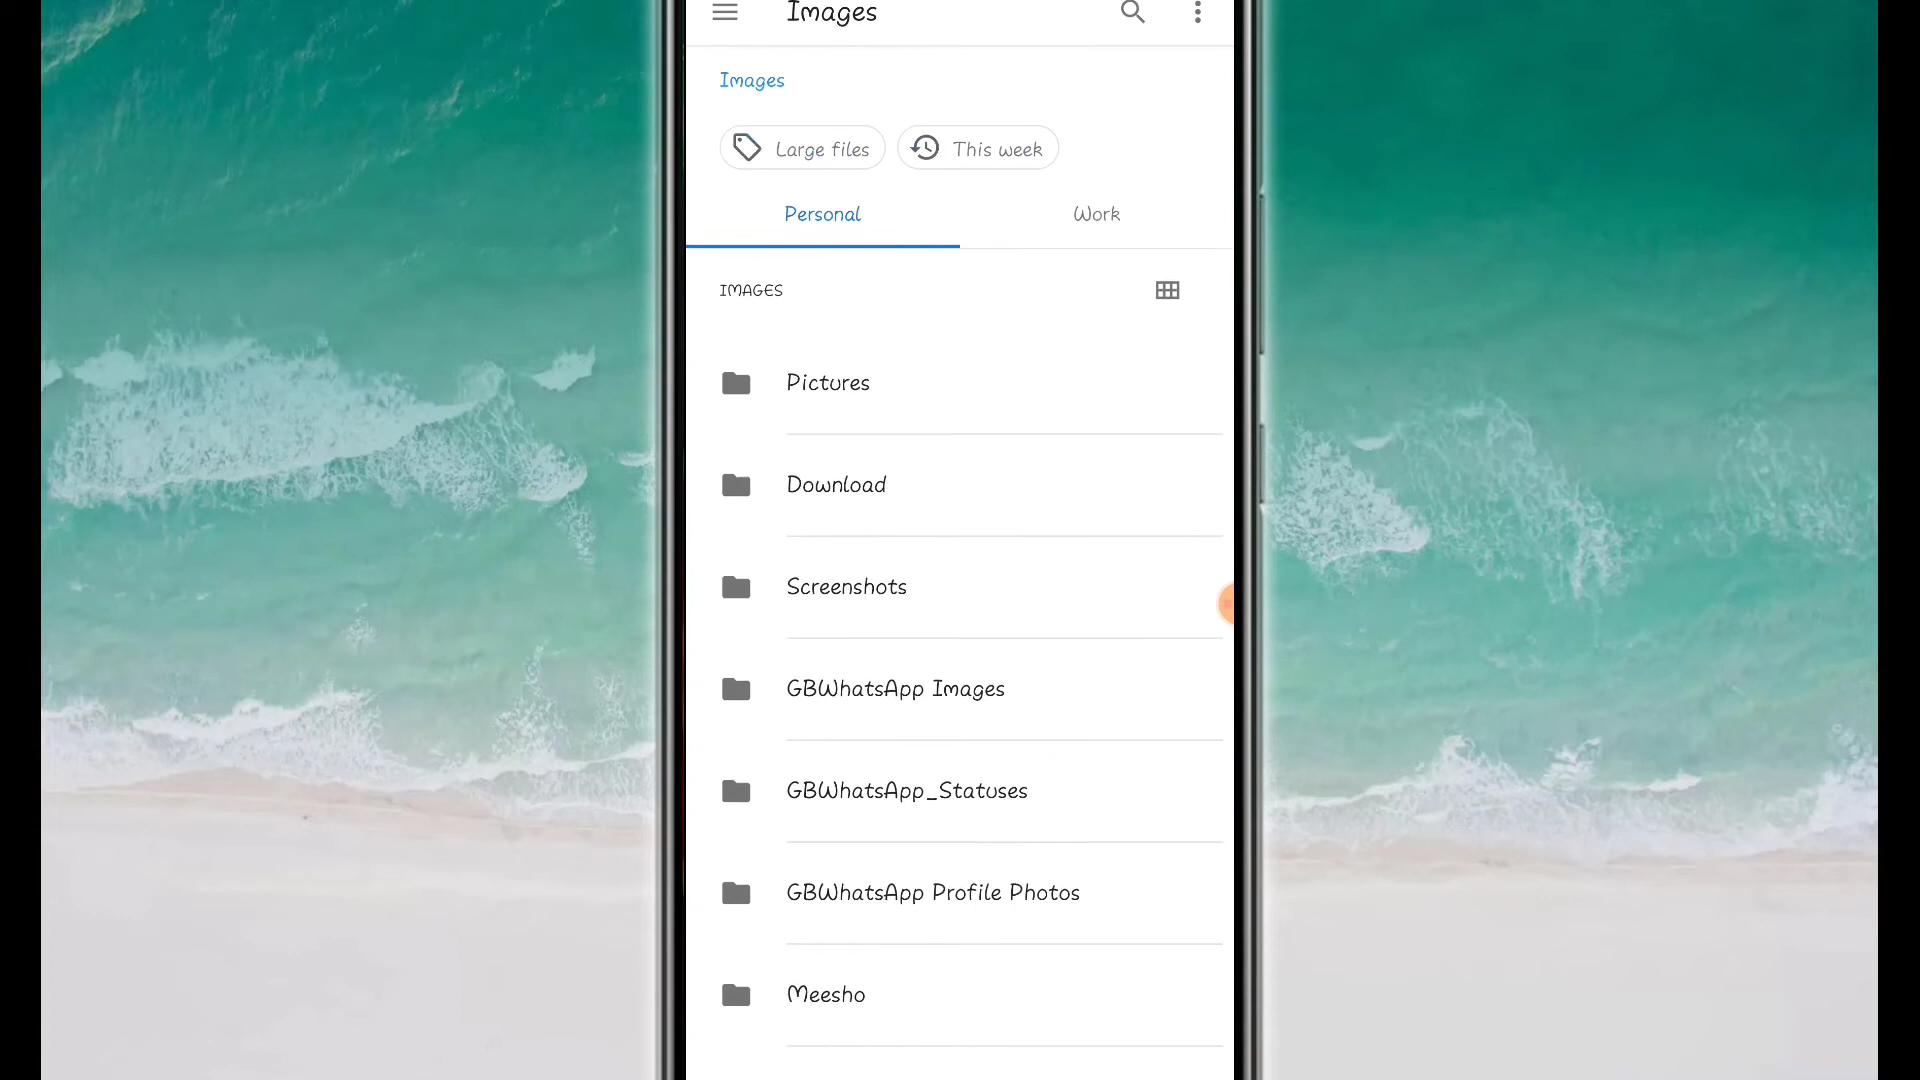 Images
Images
Large files
This week
Personal
Work
IMAGES
Pictures
Download
Screenshots
GBWhatsApp Images
GBWhatsApp_Statuses
GBWhatsApp Profile Photos
Meesho